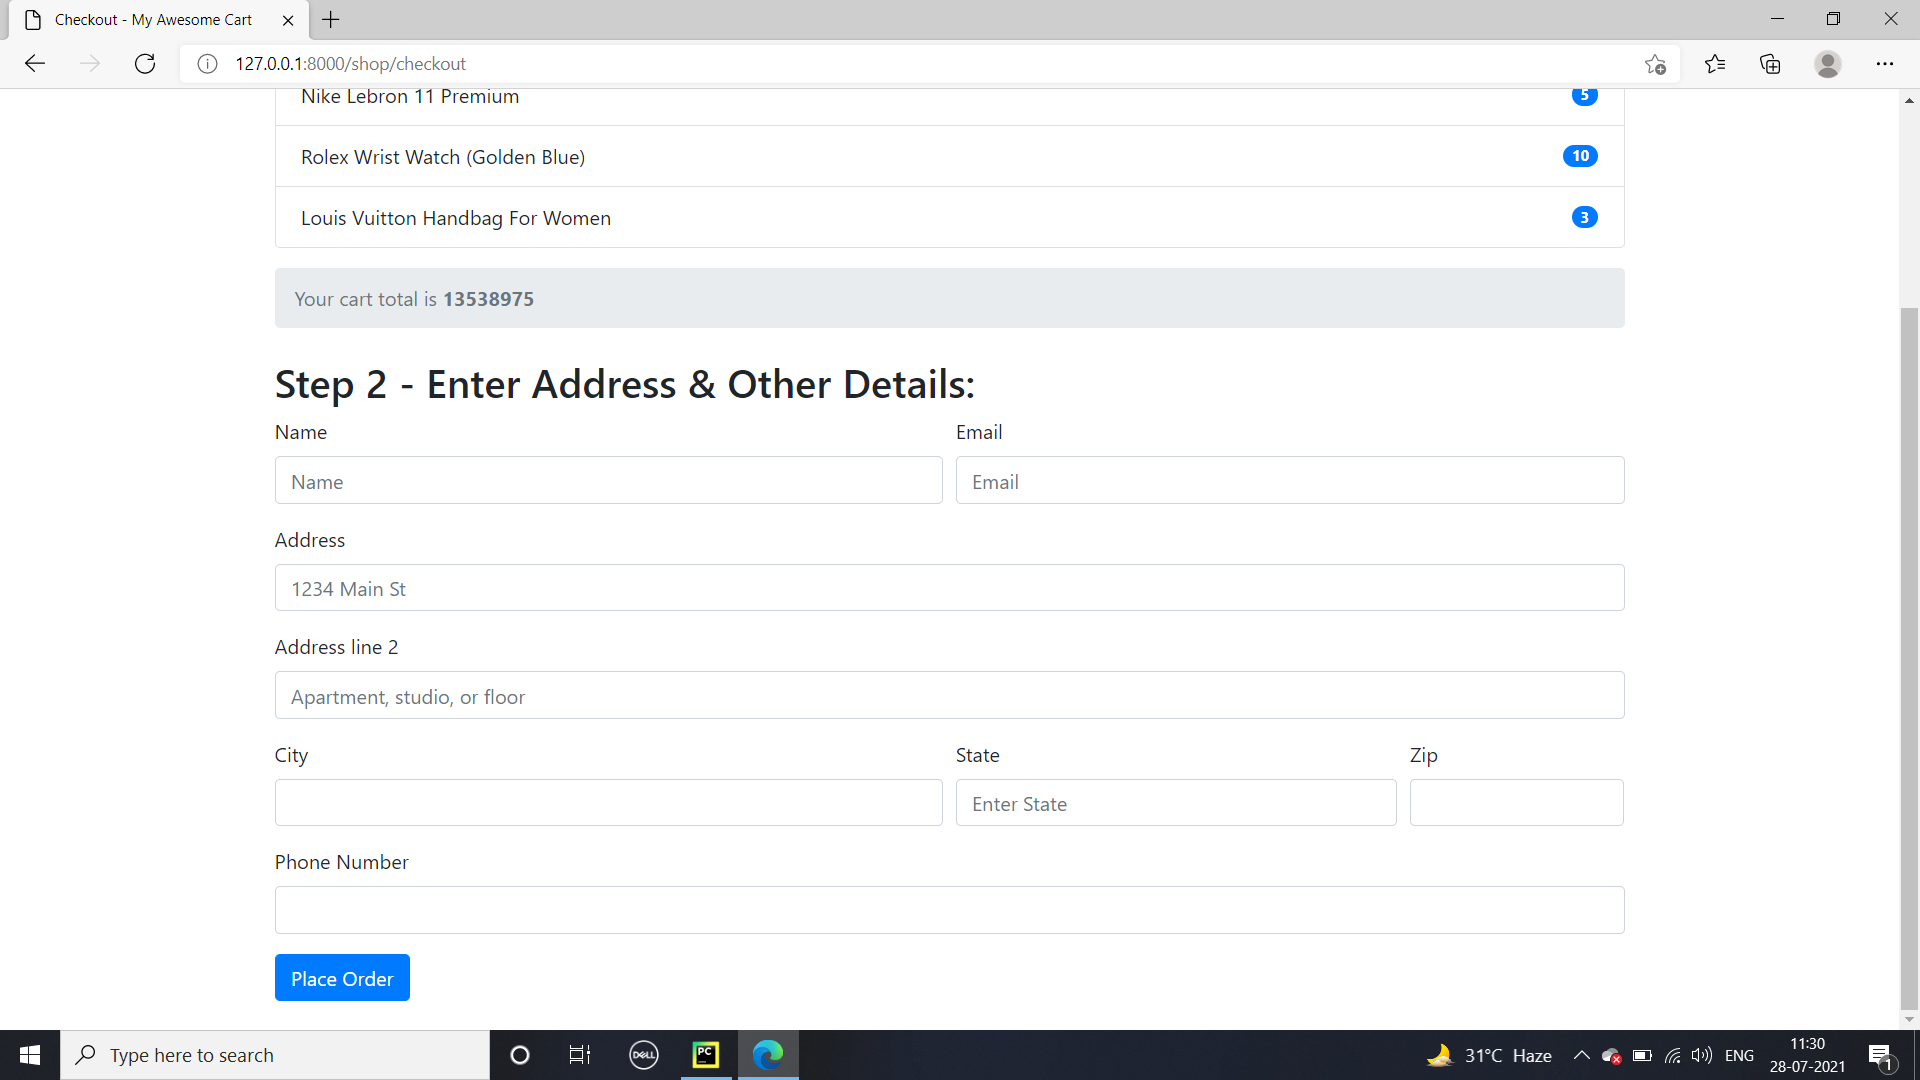 Checkout - My Awesome Cart
127.0.0.1:8000/shop/checkout
Nike Lebron 11 Premium 5
Rolex Wrist Watch (Golden Blue) 10
Louis Vuitton Handbag For Women 3
Your cart total is 13538975
Step 2 - Enter Address & Other Details:
Name Email
Name Email
Address
1234 Main St
Address line 2
Apartment, studio, or floor
City State Zip
Enter State
Phone Number
Place Order
Type here to search DELL PC 31°C Haze ENG 11:30
28-07-2021 1